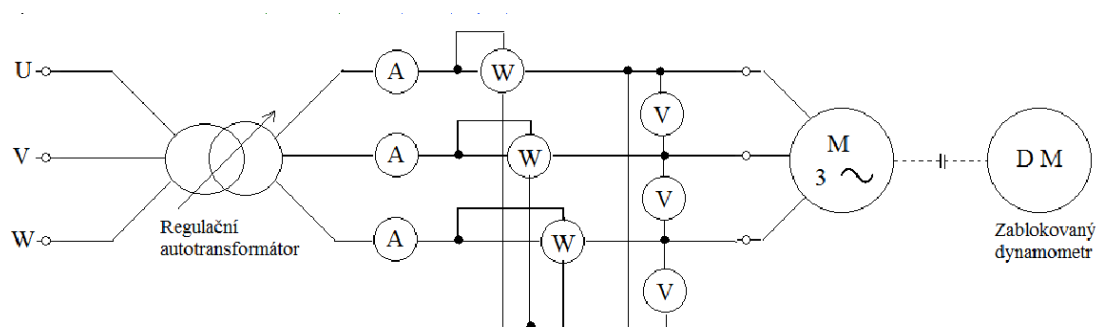 U
A
W
V
V
A
W
M
3
D M
V
W
A
W
Regulační
autotransformátor
Zablokovaný
dynamometr
V